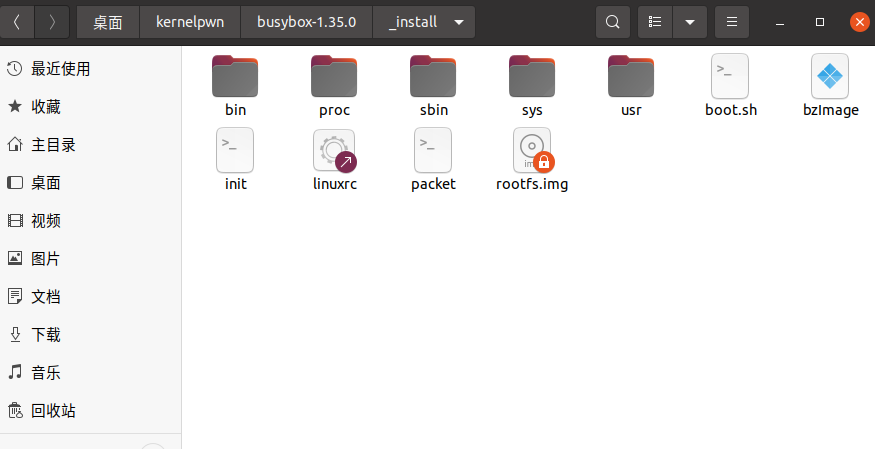 桌面 kernelpwn busybox-1.35.0 _install
最近使用
收藏
主目录
桌面
视频
图片
文档
下载
音乐
回收站
bin proc sbin sys usr boot.sh bzImage
init linuxrc packet rootfs.img